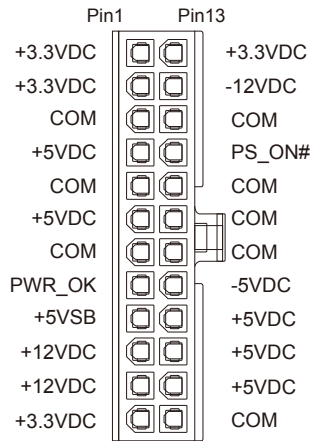 Pin1 Pin13
+3.3VDC +3.3VDC
+3.3VDC -12VDC
COM COM
+5VDC PS_ON#
COM COM
+5VDC COM
COM COM
PWR_OK -5VDC
+5VSB +5VDC
+12VDC +5VDC
+12VDC +5VDC
+3.3VDC COM